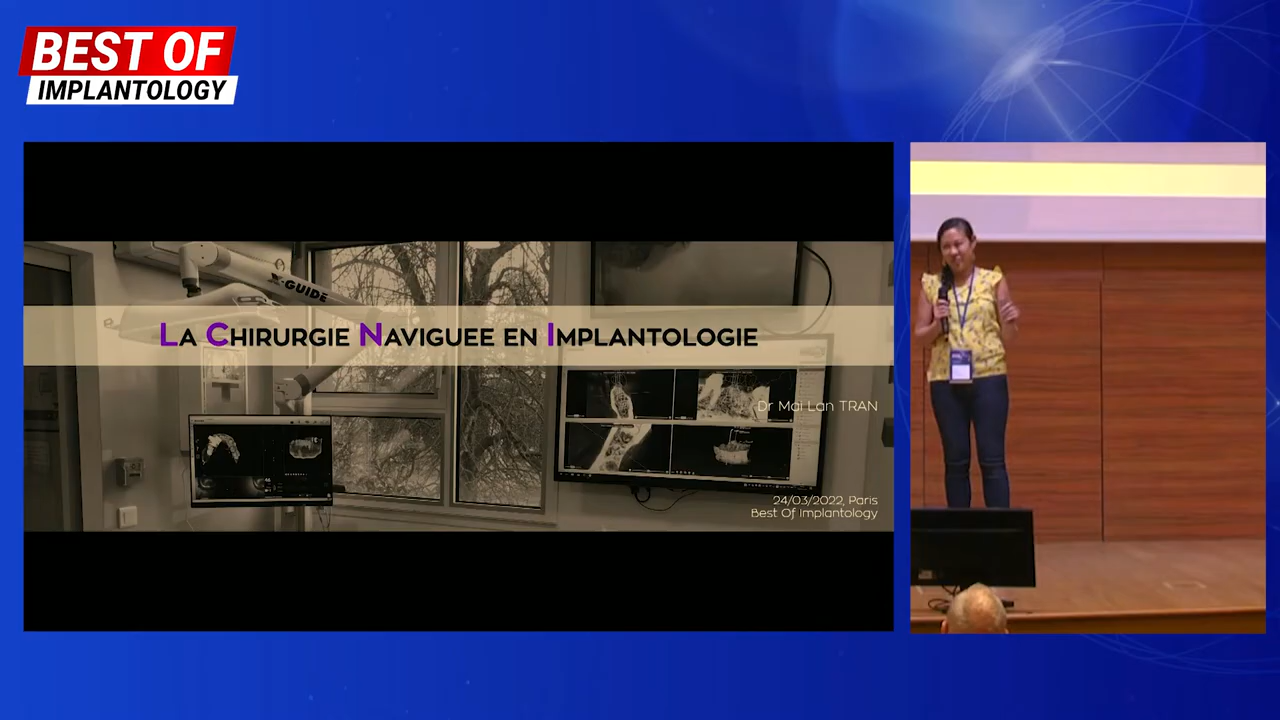 BEST OF
IMPLANTOLOGY
X-GUIDE
LA CHIRURGIE NAVIGUEE EN IMPLANTOLOGIE
Dr Mai Lan TRAN
24/03/2022, Paris
Best Of Implantology